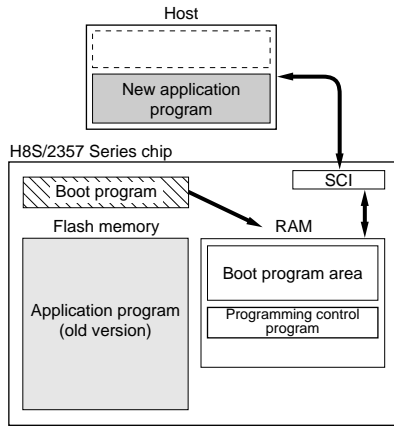 Host
New application
program
H8S/2357 Series chip
SCI
Boot program
Flash memory
RAM
Boot program area
Application program
(old version)
Programming control
program